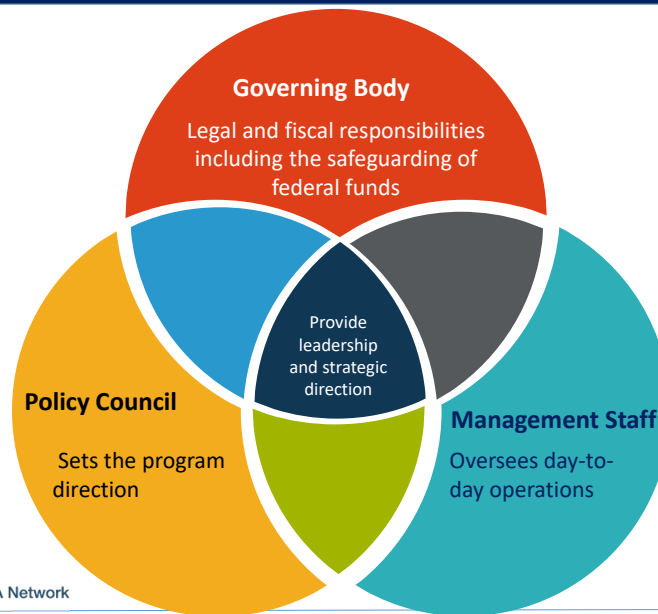 Governing Body
Legal and fiscal responsibilities
including the safeguarding of
federal funds
Provide
leadership
and strategic
direction
Policy Council
Sets the program
direction
Management Staff
Oversees day-to-
day operations
A Network